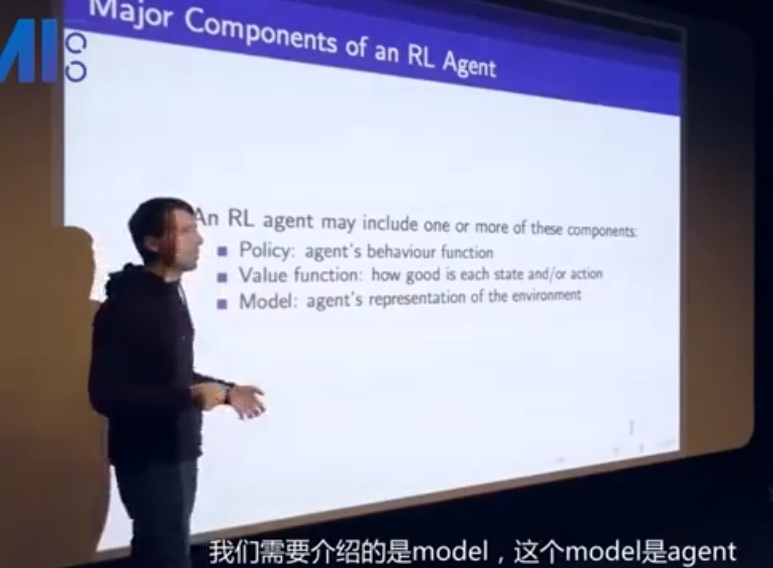 Major Components of an RL Agent
An RL agent may include one or more of these components:
Policy: agent's behaviour function
Value function: how good is each state and/or action
Model: agent's representation of the environment
我们需要介绍的是model，这个model是agent